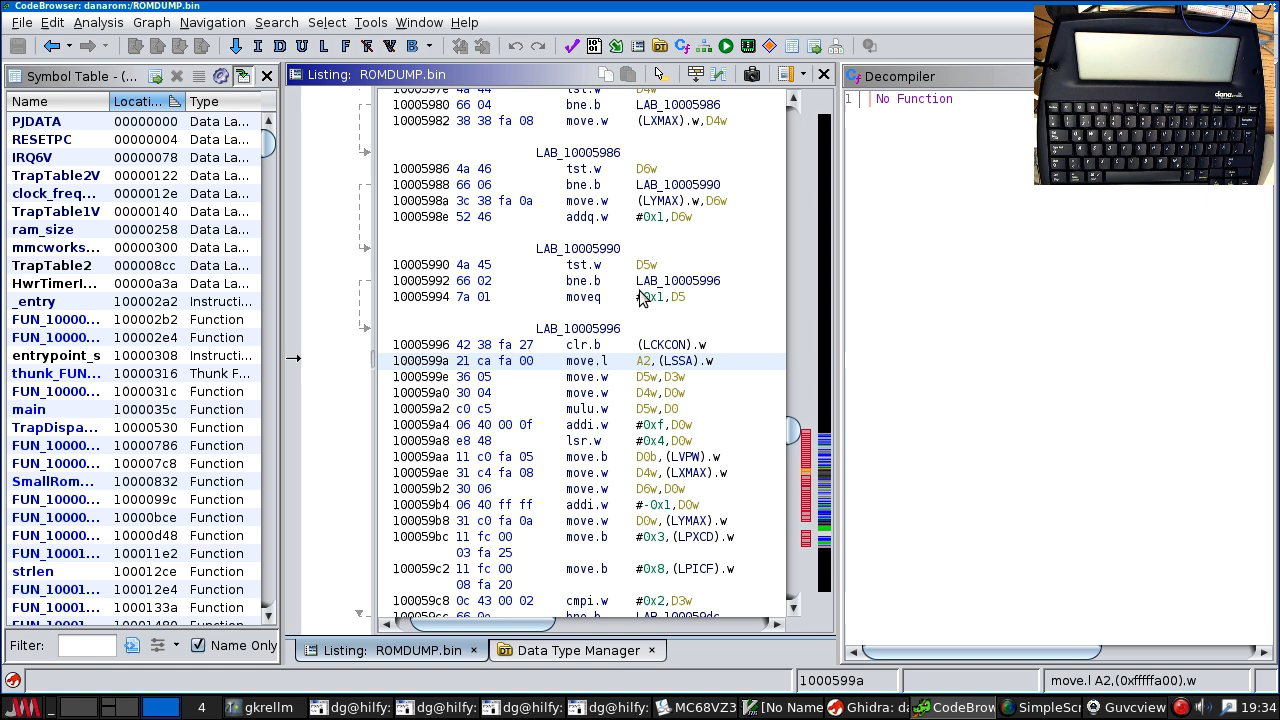 CodeBrowser: danarom:/ROMDUMP.bin
File Edit Analysis Graph Navigation Search Select Tools Window Help
I D U L F B
Symbol Table - (...
Name Locati... Type
PJDATA 00000000 Data La...
RESETPC 00000004 Data La...
IRQ6V 00000078 Data La...
TrapTable2V 00000122 Data La...
clock_freq... 0000012e Data La...
TrapTable1V 00000140 Data La...
ram_size 00000258 Data La...
mmcworks... 00000300 Data La...
TrapTable2 000008cc Data La...
HwrTimerI... 00000a3a Data La...
_entry 100002a2 Instructi...
FUN_10000... 100002b2 Function
FUN_10000... 100002e4 Function
entrypoint_s 10000308 Instructi...
thunk_FUN... 10000316 Thunk F...
FUN_10000... 1000031c Function
main 1000035c Function
TrapDispa... 10000530 Function
FUN_10000... 10000786 Function
FUN_10000... 100007c8 Function
SmallRom... 10000832 Function
FUN_10000... 1000099c Function
FUN_10000... 10000bce Function
FUN_10000... 10000d48 Function
FUN_10001... 100011e2 Function
strlen 100012ce Function
FUN_10001... 100012e4 Function
FUN_10001... 1000133a Function
Filter: Name Only
Listing: ROMDUMP.bin
1000597e 4a 44 tst.w D4w
10005980 66 04 bne.b LAB_10005986
10005982 38 38 fa 08 move.w (LXMAX).w,D4w
LAB_10005986
10005986 4a 46 tst.w D6w
10005988 66 06 bne.b LAB_10005990
1000598a 3c 38 fa 0a move.w (LYMAX).w,D6w
1000598e 52 46 addq.w #0x1,D6w
LAB_10005990
10005990 4a 45 tst.w D5w
10005992 66 02 bne.b LAB_10005996
10005994 7a 01 moveq #0x1,D5
LAB_10005996
10005996 42 38 fa 27 clr.b (LCKCON).w
1000599a 21 ca fa 00 move.l A2,(LSSA).w
1000599e 36 05 move.w D5w,D3w
100059a0 30 04 move.w D4w,D0w
100059a2 c0 c5 mulu.w D5w,D0
100059a4 06 40 00 0f addi.w #0xf,D0w
100059a8 e8 48 lsr.w #0x4,D0w
100059aa 11 c0 fa 05 move.b D0b,(LVPW).w
100059ae 31 c4 fa 08 move.w D4w,(LXMAX).w
100059b2 30 06 move.w D6w,D0w
100059b4 06 40 ff ff addi.w #-0x1,D0w
100059b8 31 c0 fa 0a move.w D0w,(LYMAX).w
100059bc 11 fc 00 move.b #0x3,(LPXCD).w
03 fa 25
100059c2 11 fc 00 move.b #0x8,(LPICF).w
08 fa 20
100059c8 0c 43 00 02 cmpi.w #0x2,D3w
Listing: ROMDUMP.bin × Data Type Manager ×
Decompiler
1 No Function
dana
1000599a move.l A2,(0xfffffa00).w
4 gkrellm dg@hilfy: dg@hilfy: dg@hilfy: dg@hilfy: MC68VZ3 [No Name Ghidra: da CodeBrow SimpleSc Guvcview 19:34